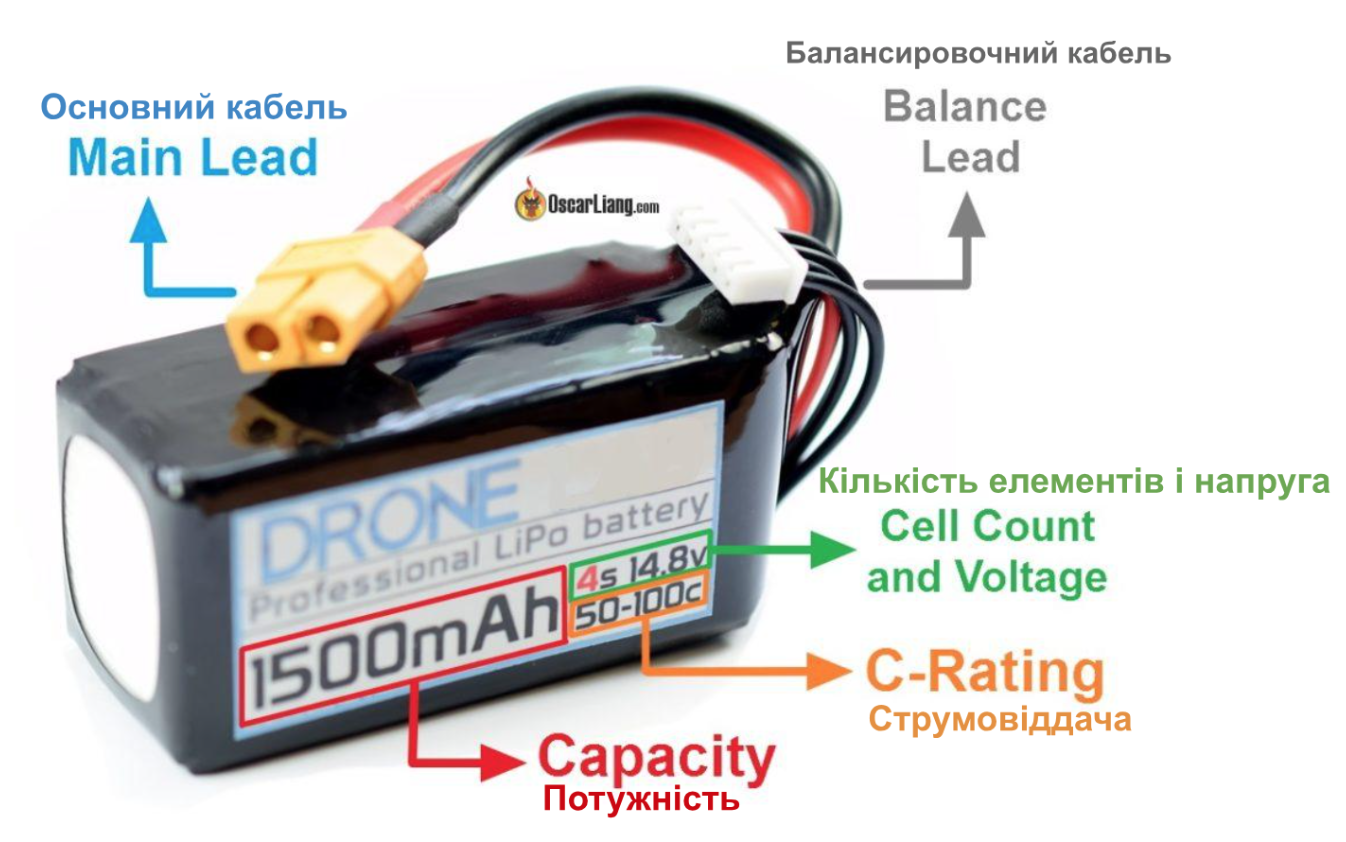 Балансировочний кабель
Balance
Lead
Основний кабель
Main Lead
OscarLiang.com
DRONE
Professional LiPo battery
4s 14.8v
50-100c
1500mAh
Кількість елементів і напруга
Cell Count
and Voltage
C-Rating
Струмовіддача
Capacity
Потужність